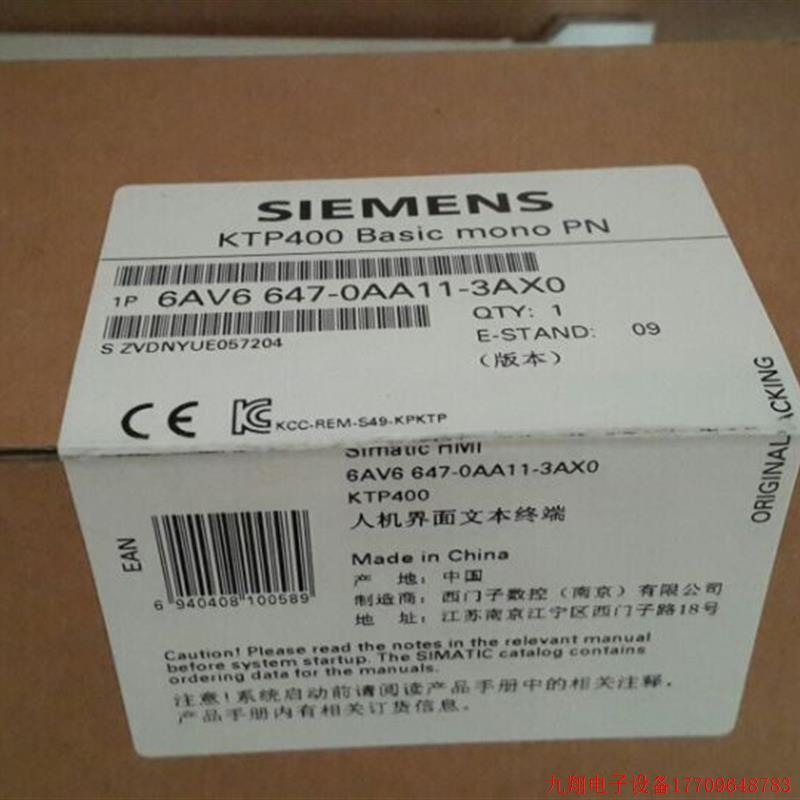 SIEMENS
KTP400 Basic mono PN
1P 6AV6 647-0AA11-3AX0
QTY: 1
S ZVDNYUE057204
E-STAND: 09
(版本)
CE KC KCC-REM-S49-KPKTP
ORIGINAL PACKING
Simatic HMI
6AV6 647-0AA11-3AX0
KTP400
人机界面文本终端
EAN
6 940408 100589
Made in China
产 地: 中国
制造商: 西门子数控(南京)有限公司
地 址: 江苏南京江宁区西门子路18号
Caution! Please read the notes in the relevant manual
before system startup. The SIMATIC catalog contains
ordering data for the manuals.
注意!系统启动前请阅读产品手册中的相关注释,
产品手册内有相关订货信息。
九翔电子设备17709648783